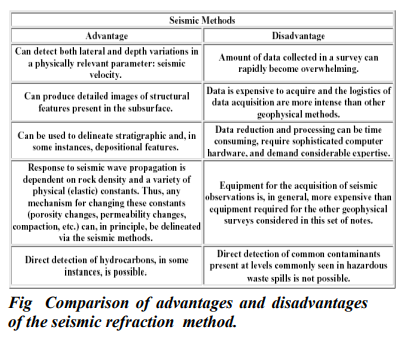 Seismic Methods
Advantage
Disadvantage
Can detect both lateral and depth variations in
a physically relevant parameter: seismic
velocity.
Amount of data collected in a survey can
rapidly become overwhelming.
Can produce detailed images of structural
features present in the subsurface.
Data is expensive to acquire and the logistics of
data acquisition are more intense than other
geophysical methods.
Can be used to delineate stratigraphic and, in
some instances, depositional features.
Data reduction and processing can be time
consuming, require sophisticated computer
hardware, and demand considerable expertise.
Response to seismic wave propagation is
dependent on rock density and a variety of
physical (elastic) constants. Thus, any
mechanism for changing these constants
(porosity changes, permeability changes,
compaction, etc.) can, in principle, be delineated
via the seismic methods.
Equipment for the acquisition of seismic
observations is, in general, more expensive than
equipment required for the other geophysical
surveys considered in this set of notes.
Direct detection of hydrocarbons, in some
instances, is possible.
Direct detection of common contaminants
present at levels commonly seen in hazardous
waste spills is not possible.
Fig Comparison of advantages and disadvantages
of the seismic refraction method.